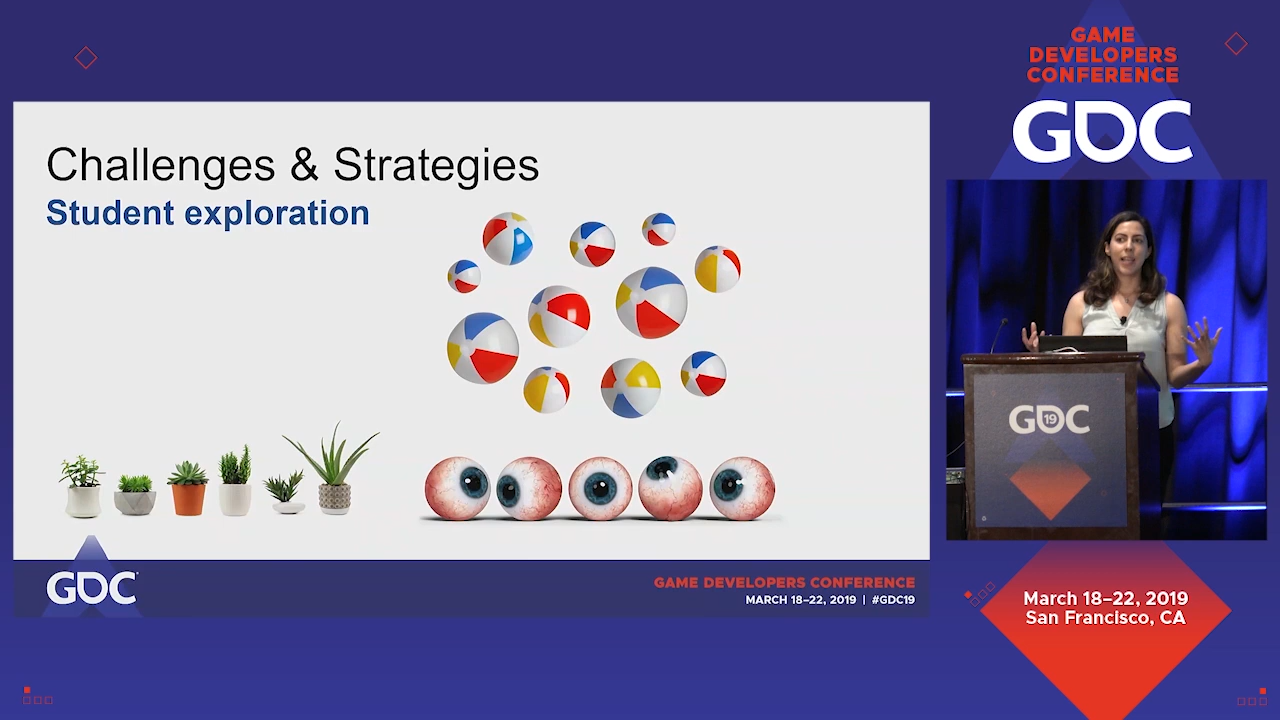 GAME
DEVELOPERS
CONFERENCE
GDC
Challenges & Strategies
Student exploration
GDC
19
GDC
GAME DEVELOPERS CONFERENCE
MARCH 18–22, 2019 | #GDC19
March 18–22, 2019
San Francisco, CA